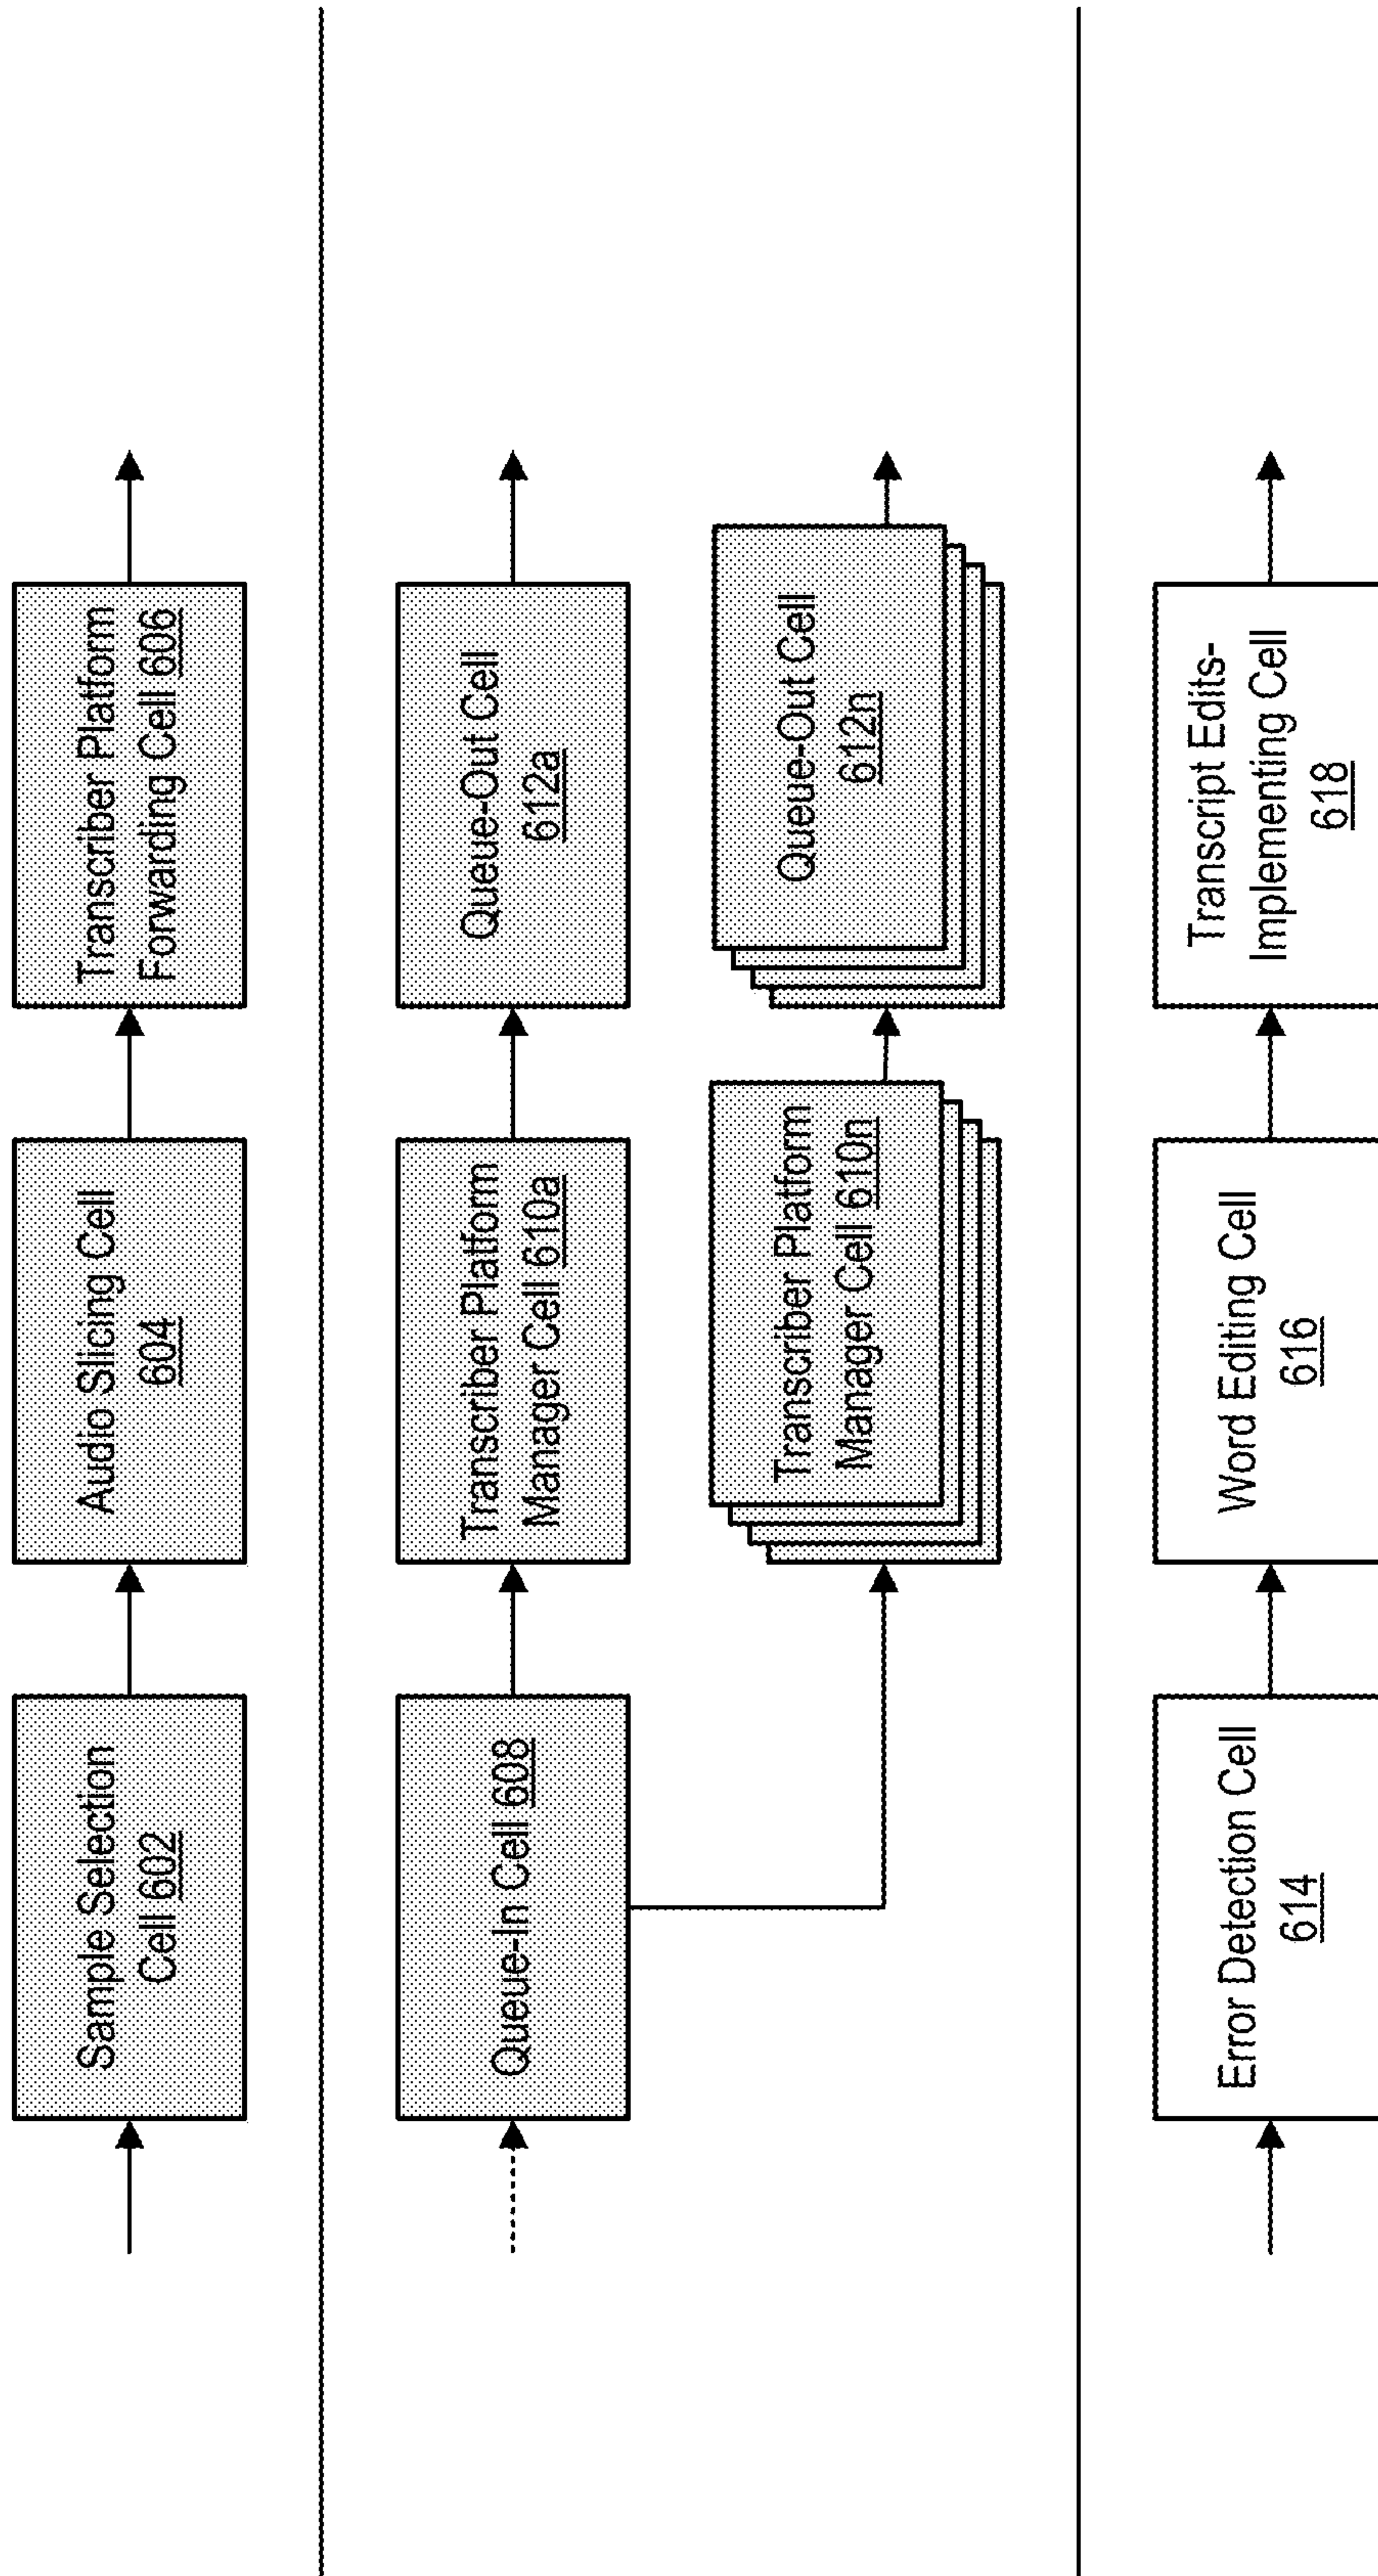 Sample Selection
Cell 602
Audio Slicing Cell
604
Transcriber Platform
Forwarding Cell 606
Queue-In Cell 608
Transcriber Platform
Manager Cell 610a
Queue-Out Cell
612a
Transcriber Platform
Manager Cell 610n
Queue-Out Cell
612n
Error Detection Cell
614
Word Editing Cell
616
Transcript Edits-
Implementing Cell
618